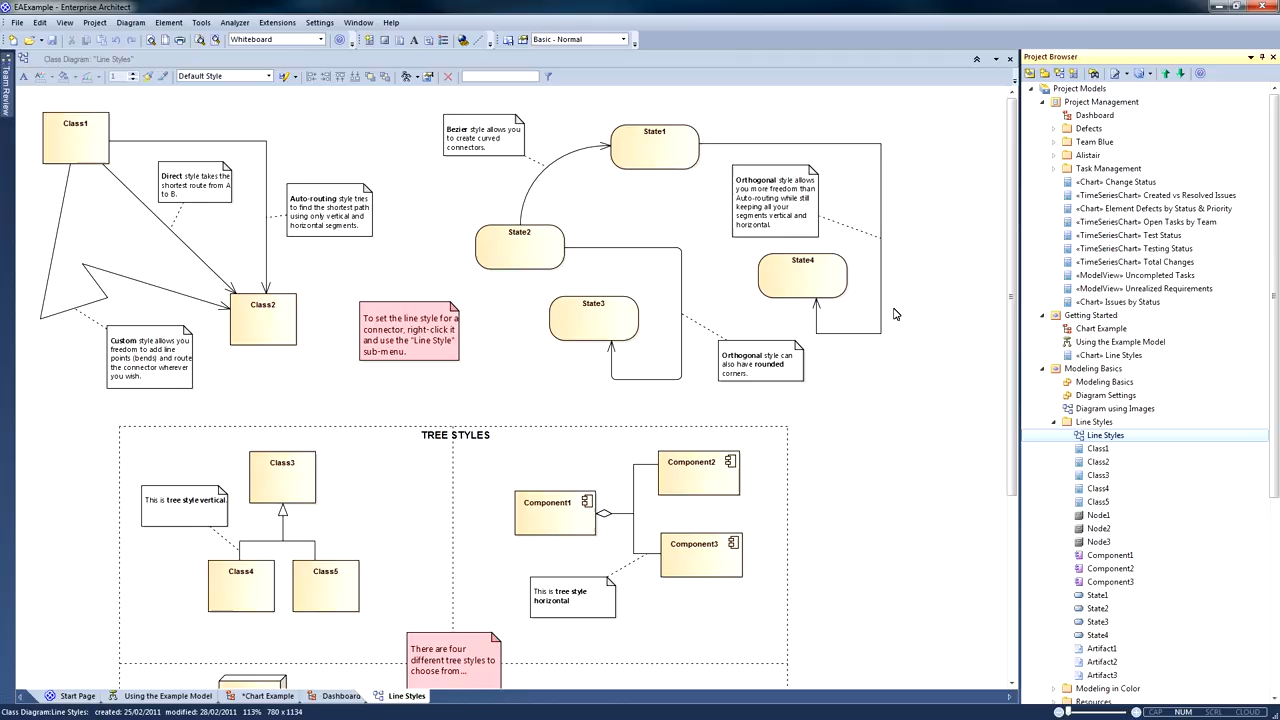 EAExample - Enterprise Architect
File Edit View Project Diagram Element Tools Analyzer Extensions Settings Window Help
Whiteboard
Basic - Normal
Team Review
Class Diagram: "Line Styles"
1
Default Style
Class1
Direct style takes the
shortest route from A
to B.
Auto-routing style tries
to find the shortest path
using only vertical and
horizontal segments.
Class2
Custom style allows you
freedom to add line
points (bends) and route
the connector wherever
you wish.
To set the line style for a
connector, right-click it
and use the "Line Style"
sub-menu.
Bezier style allows you
to create curved
connectors.
State1
State2
State3
Orthogonal style allows
you more freedom than
Auto-routing while still
keeping all your
segments vertical and
horizontal.
State4
Orthogonal style can
also have rounded
corners.
TREE STYLES
Class3
This is tree style vertical.
Class4
Class5
Component1
Component2
Component3
This is tree style
horizontal
There are four
different tree styles to
choose from...
Project Browser
Project Models
Project Management
Dashboard
Defects
Team Blue
Alistair
Task Management
«Chart» Change Status
«TimeSeriesChart» Created vs Resolved Issues
«Chart» Element Defects by Status & Priority
«TimeSeriesChart» Open Tasks by Team
«TimeSeriesChart» Test Status
«TimeSeriesChart» Testing Status
«TimeSeriesChart» Total Changes
«ModelView» Uncompleted Tasks
«ModelView» Unrealized Requirements
«Chart» Issues by Status
Getting Started
Chart Example
Using the Example Model
«Chart» Line Styles
Modeling Basics
Modeling Basics
Diagram Settings
Diagram using Images
Line Styles
Line Styles
Class1
Class2
Class3
Class4
Class5
Node1
Node2
Node3
Component1
Component2
Component3
State1
State2
State3
State4
Artifact1
Artifact2
Artifact3
Modeling in Color
Resources
Start Page Using the Example Model *Chart Example Dashboard Line Styles
Class Diagram:Line Styles: created: 25/02/2011 modified: 28/02/2011 113% 780 x 1134
CAP NUM SCRL CLOUD